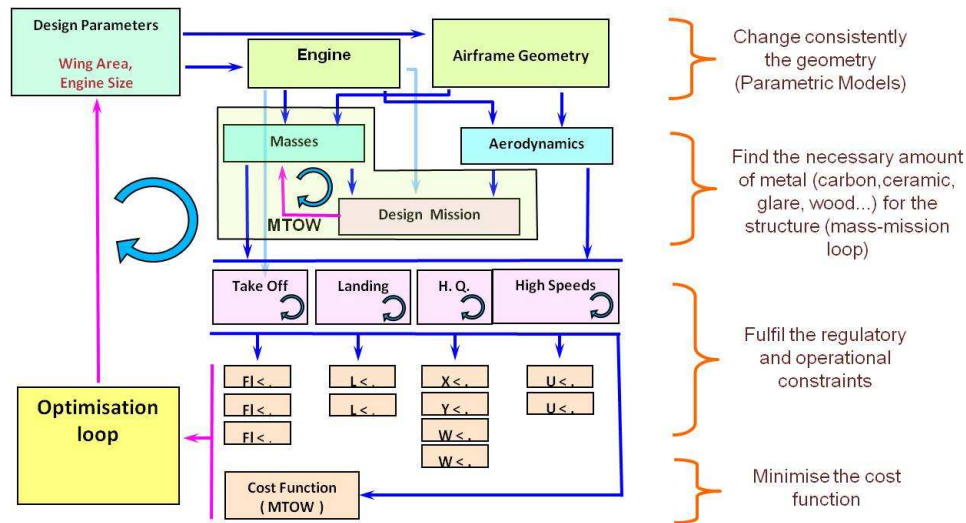 Design Parameters
Wing Area,
Engine Size
Engine
Airframe Geometry
Change consistently
the geometry
(Parametric Models)
Masses
Aerodynamics
Design Mission
MTOW
Find the necessary amount
of metal (carbon,ceramic,
glare, wood...) for the
structure (mass-mission
loop)
Take Off
Landing
H. Q.
High Speeds
Fulfil the regulatory
and operational
constraints
Fl < .
Fl < .
Fl < .
L < .
L < .
X < .
Y < .
W < .
W < .
U < .
U < .
Optimisation
loop
Cost Function
( MTOW )
Minimise the cost
function